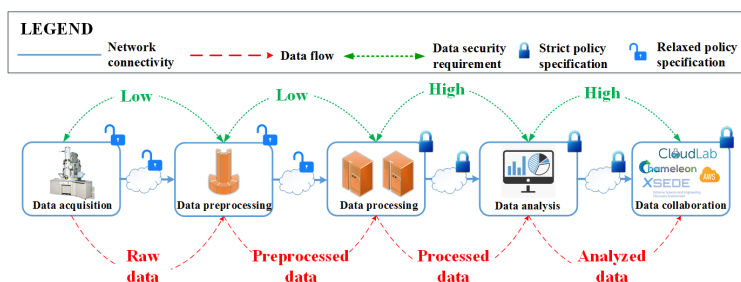 LEGEND
Network connectivity
Data flow
Data security requirement
Strict policy specification
Relaxed policy specification
Low
Low
High
High
Data acquisition
Data preprocessing
Data processing
Data analysis
CloudLab
Chameleon
XSEDE
AWS
Data collaboration
Raw data
Preprocessed data
Processed data
Analyzed data